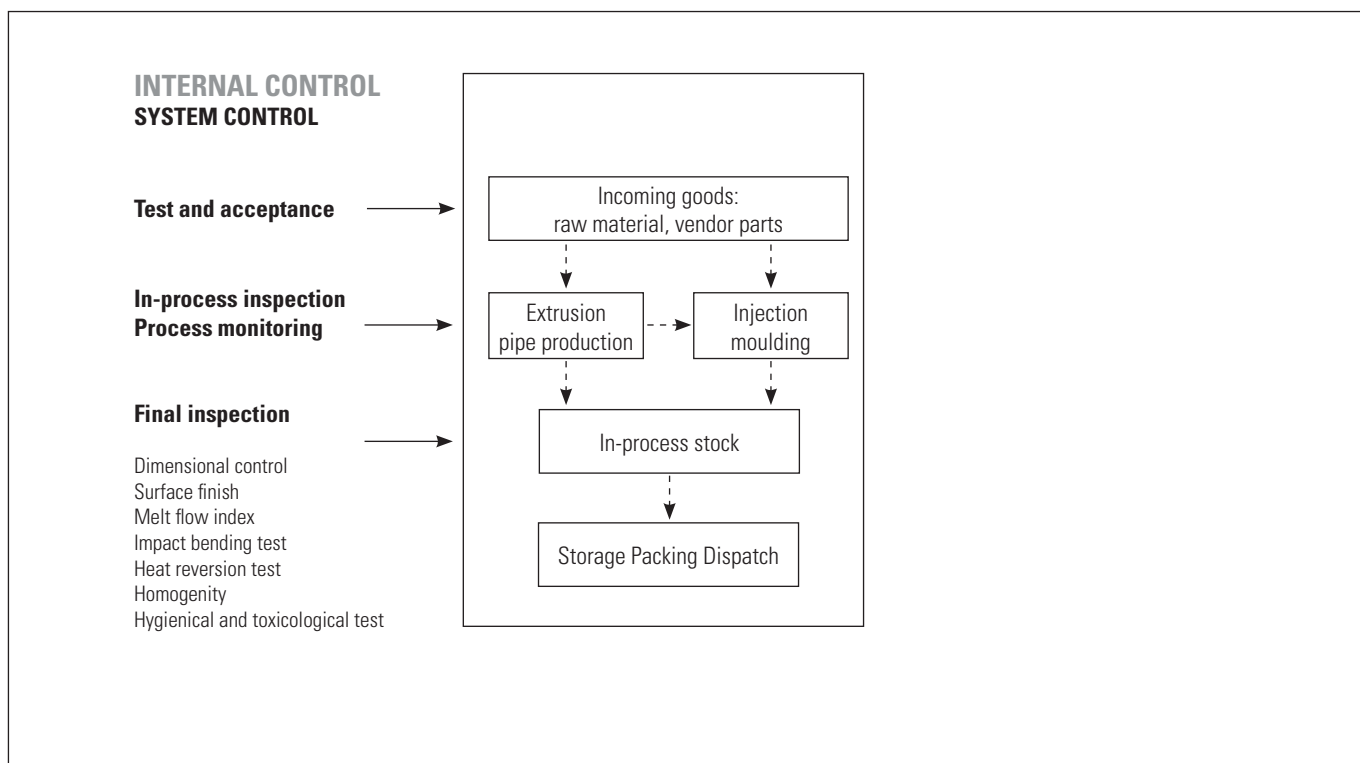 INTERNAL CONTROL
SYSTEM CONTROL
Test and acceptance
Incoming goods:
raw material, vendor parts
In-process inspection
Process monitoring
Extrusion
pipe production
Injection
moulding
Final inspection
In-process stock
Dimensional control
Surface finish
Melt flow index
Impact bending test
Heat reversion test
Homogenity
Hygienical and toxicological test
Storage Packing Dispatch